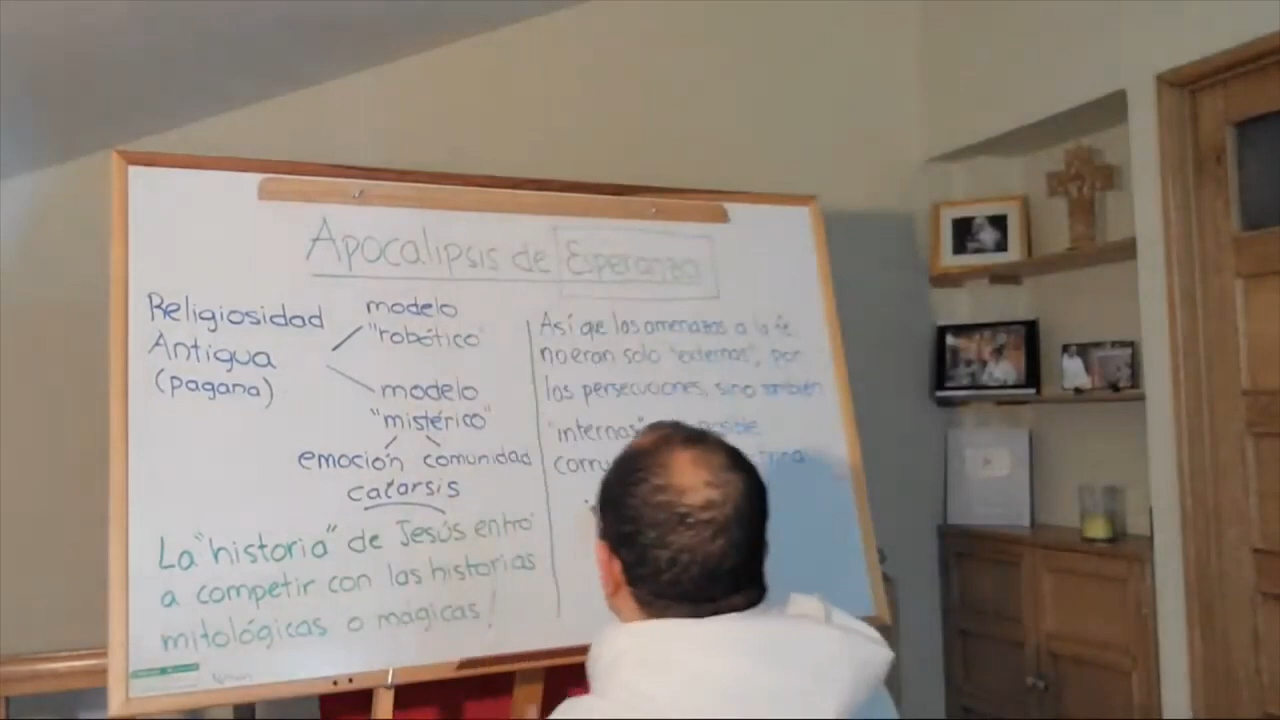 Apocalipsis de Esperanza
Religiosidad
Antigua
(pagana)
modelo
"robótico"
modelo
"mistérico"
emoción comunidad
catarsis
La "historia" de Jesús entró
a competir con las historias
mitológicas o mágicas!
Así que las amenazas a la fe
no eran solo "externas", por
las persecuciones, sino también
"internas"
corru